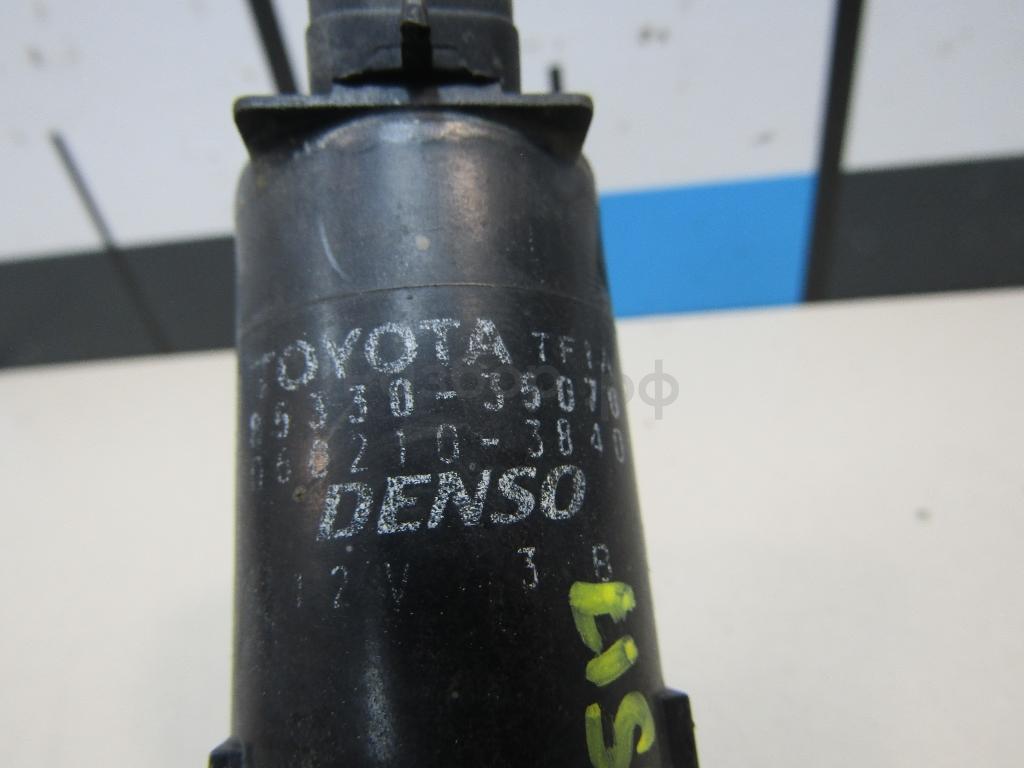 TOYOTA TF1A
85330-35070
060210-3840
DENSO
12V 3 B